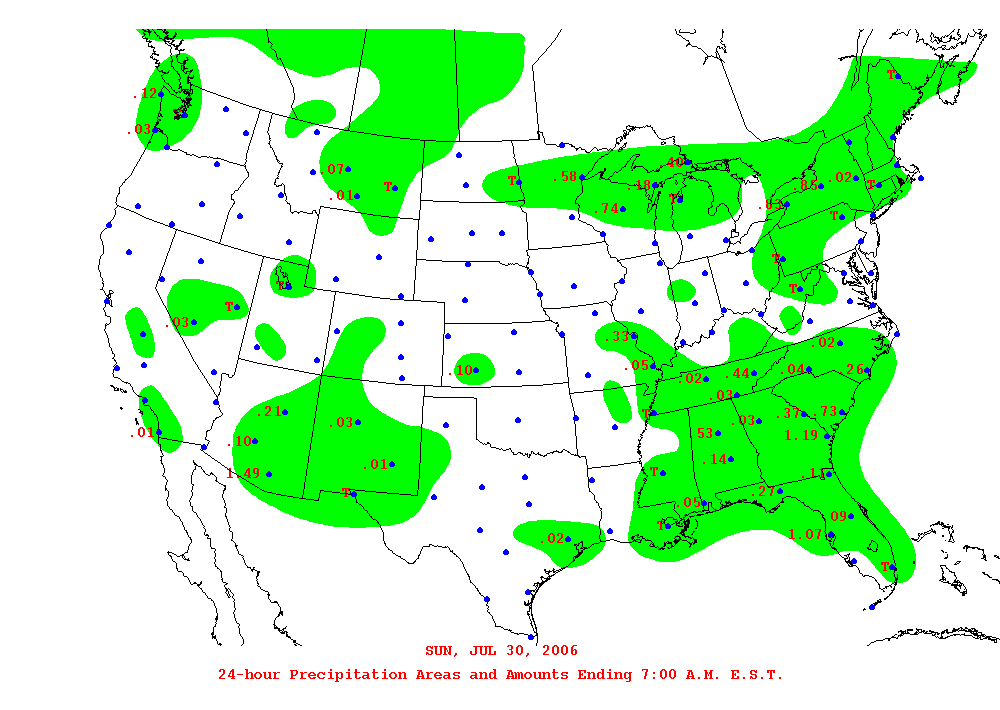 T
.12
.03
.40
.07
.58
T
.18
.85
.02
T
T
.01
T
.74
.83
T
T
T
T
T
.03
.33
.02
.10
.05
.02
.44
.04
.26
.03
.21
T
.37
.73
.03
.03
.01
.10
53
1.19
.01
.14
1.49
T
.1
T
.05
.27
09
T
.02
1.07
T
SUN, JUL 30, 2006
24-hour Precipitation Areas and Amounts Ending 7:00 A.M. E.S.T.